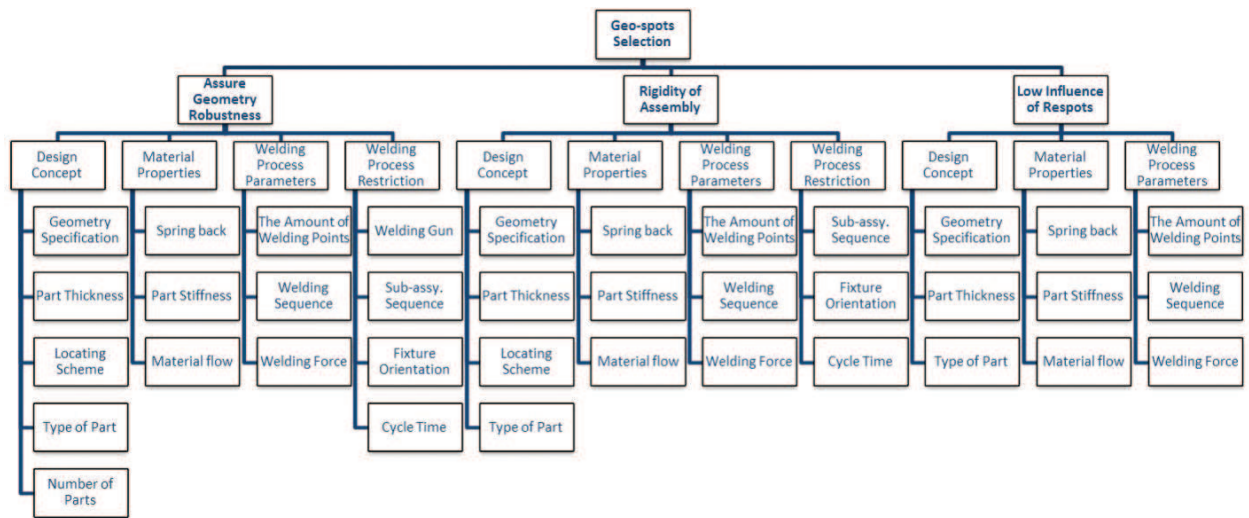 Geo-spots
Selection
Assure
Geometry
Robustness
Rigidity of
Assembly
Low Influence
of Respots
Design
Concept
Material
Properties
Welding
Process
Parameters
Welding
Process
Restriction
Design
Concept
Material
Properties
Welding
Process
Parameters
Welding
Process
Restriction
Design
Concept
Material
Properties
Welding
Process
Parameters
Geometry
Specification
Spring back
The Amount of
Welding Points
Welding Gun
Geometry
Specification
Spring back
The Amount of
Welding Points
Sub-assy.
Sequence
Geometry
Specification
Spring back
The Amount of
Welding Points
Part Thickness
Part Stiffness
Welding
Sequence
Sub-assy.
Sequence
Part Thickness
Part Stiffness
Welding
Sequence
Fixture
Orientation
Part Thickness
Part Stiffness
Welding
Sequence
Locating
Scheme
Material flow
Welding Force
Fixture
Orientation
Locating
Scheme
Material flow
Welding Force
Cycle Time
Type of Part
Material flow
Welding Force
Type of Part
Cycle Time
Type of Part
Number of
Parts